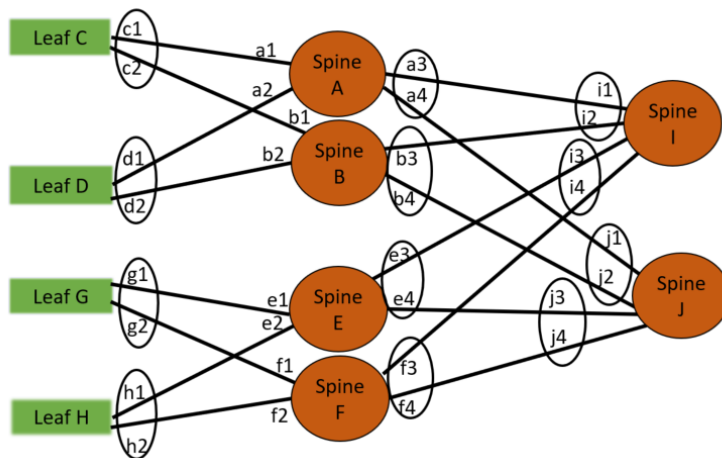 Leaf C
c1
c2
a1
a2
Spine
A
a3
a4
i1
i2
Spine
I
b1
b2
Spine
B
b3
b4
i3
i4
Leaf D
d1
d2
j1
j2
Leaf G
g1
g2
e1
e2
Spine
E
e3
e4
j3
j4
Spine
J
f1
f2
Spine
F
f3
f4
Leaf H
h1
h2